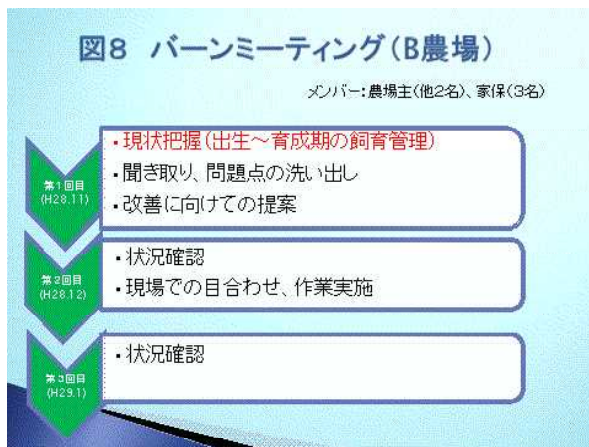 図8 バーンミーティング(B農場)
メンバー:農場主(他2名)、家保(3名)
第1回目
(H28.11)
・現状把握(出生～育成期の飼育管理)
・聞き取り、問題点の洗い出し
・改善に向けての提案
第2回目
(H28.12)
・状況確認
・現場での目合わせ、作業実施
第3回目
(H29.1)
・状況確認